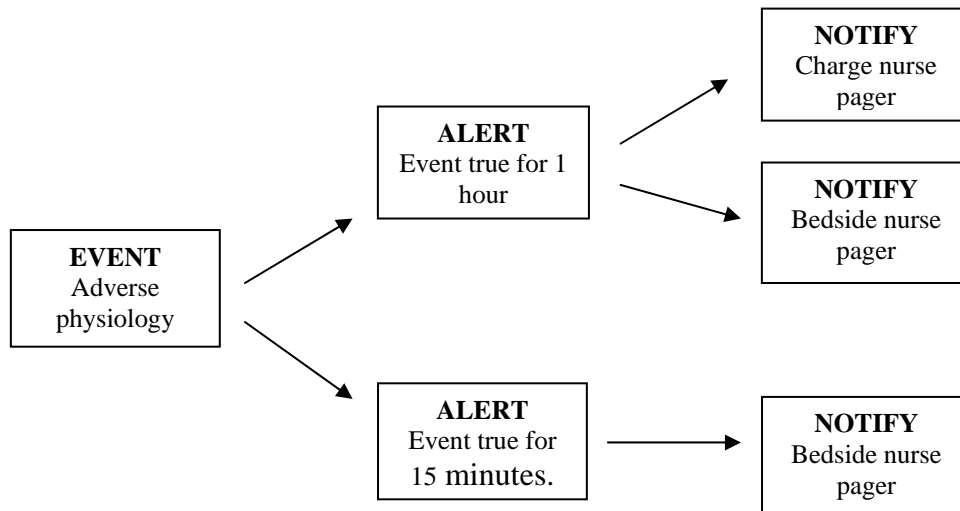 EVENT
Adverse
physiology
ALERT
Event true for 1
hour
NOTIFY
Charge nurse
pager
NOTIFY
Bedside nurse
pager
ALERT
Event true for
15 minutes.
NOTIFY
Bedside nurse
pager